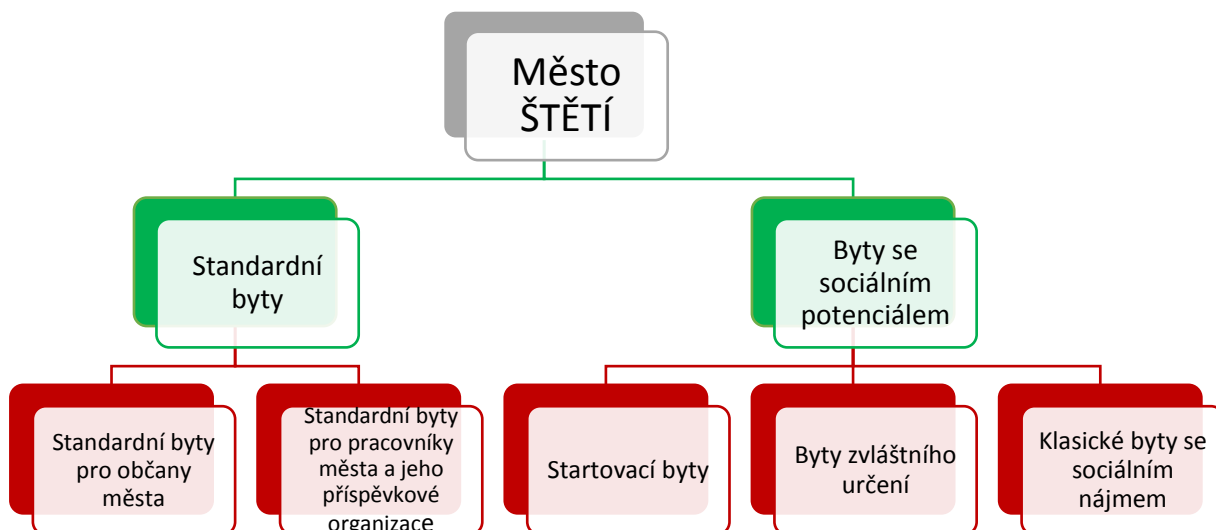 Město
ŠTĚTÍ
Standardní
byty
Byty se
sociálním
potenciálem
Standardní byty
pro občany
města
Standardní byty
pro pracovníky
města a jeho
příspěvkové
organizace
Startovací byty
Byty zvláštního
určení
Klasické byty se
sociálním
nájmem